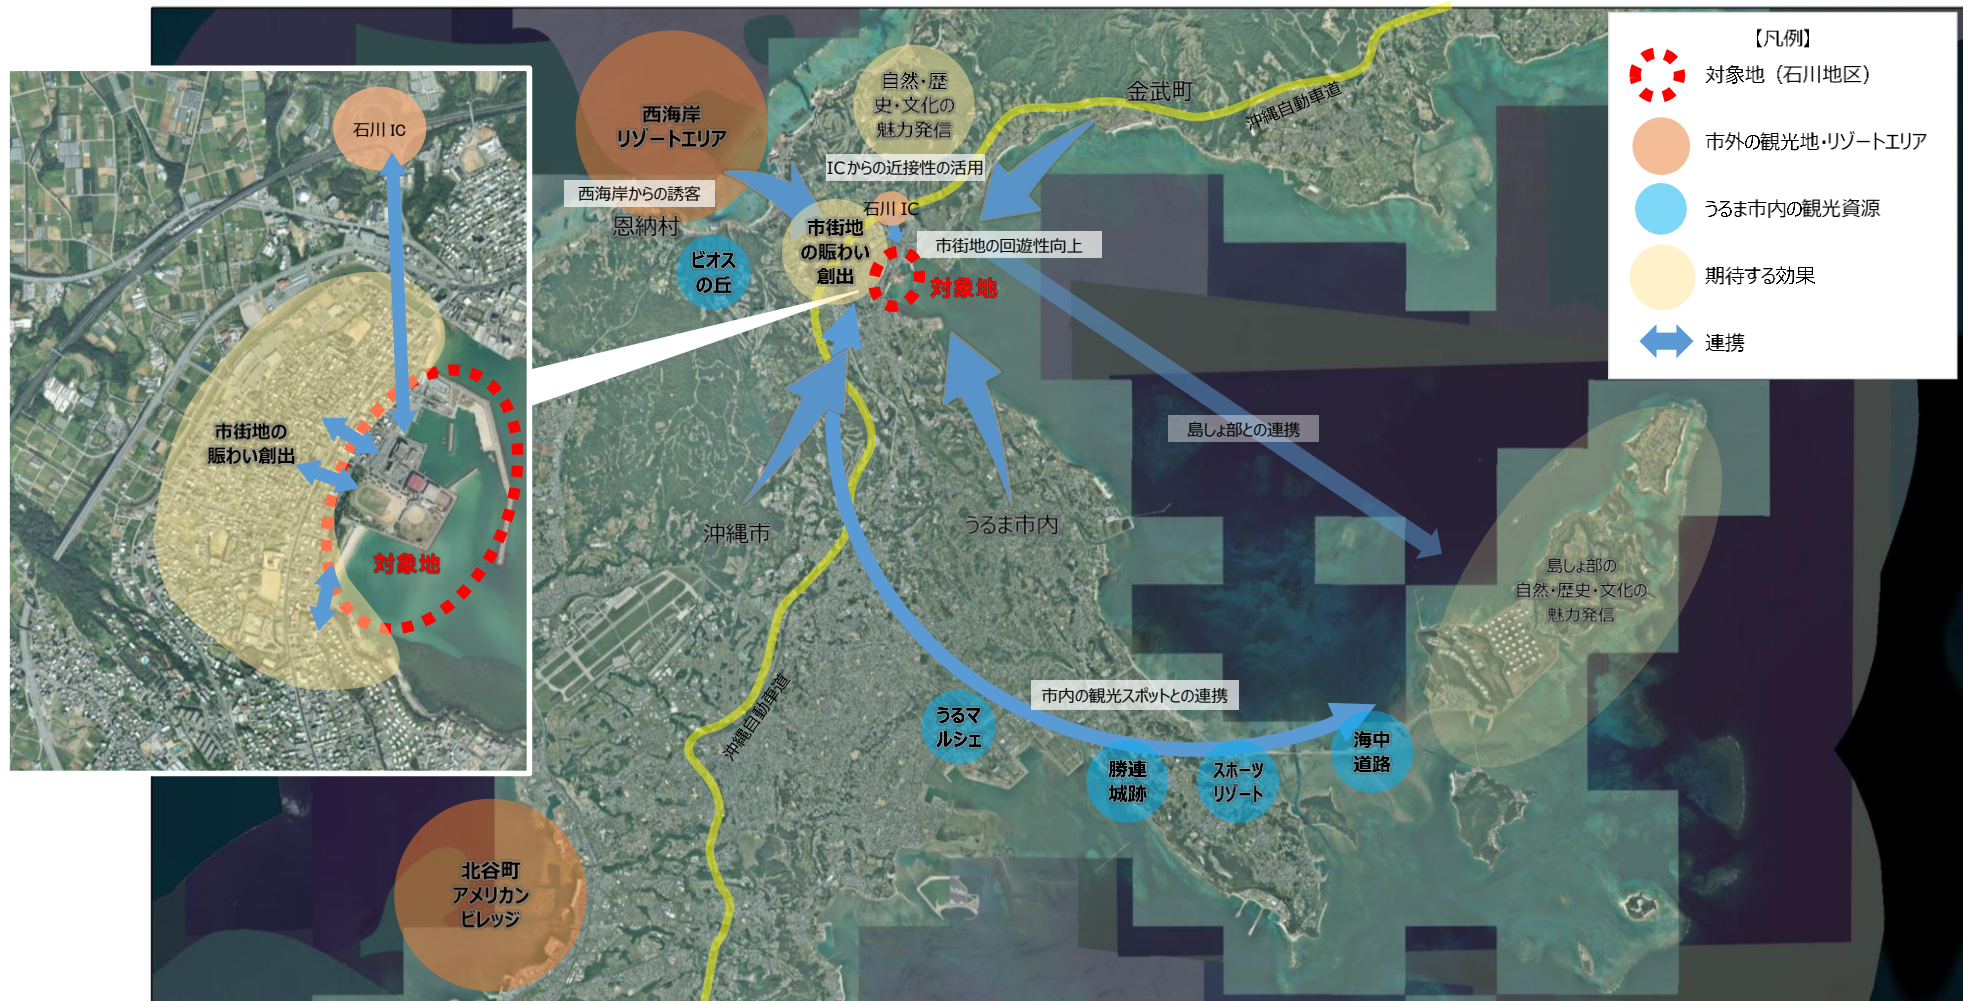 石川 IC
市街地の
賑わい創出
対象地
西海岸
リゾートエリア
自然・歴
史・文化の
魅力発信
金武町
沖縄自動車道
ICからの近接性の活用
西海岸からの誘客
恩納村
石川 IC
市街地
の賑わい
創出
市街地の回遊性向上
ビオス
の丘
対象地
島しょ部との連携
沖縄市
うるま市内
島しょ部の
自然・歴史・文化の
魅力発信
沖縄自動車道
市内の観光スポットとの連携
うるマ
ルシェ
勝連
城跡
スポーツ
リゾート
海中
道路
北谷町
アメリカン
ビレッジ
【凡例】
対象地（石川地区）
市外の観光地・リゾートエリア
うるま市内の観光資源
期待する効果
連携